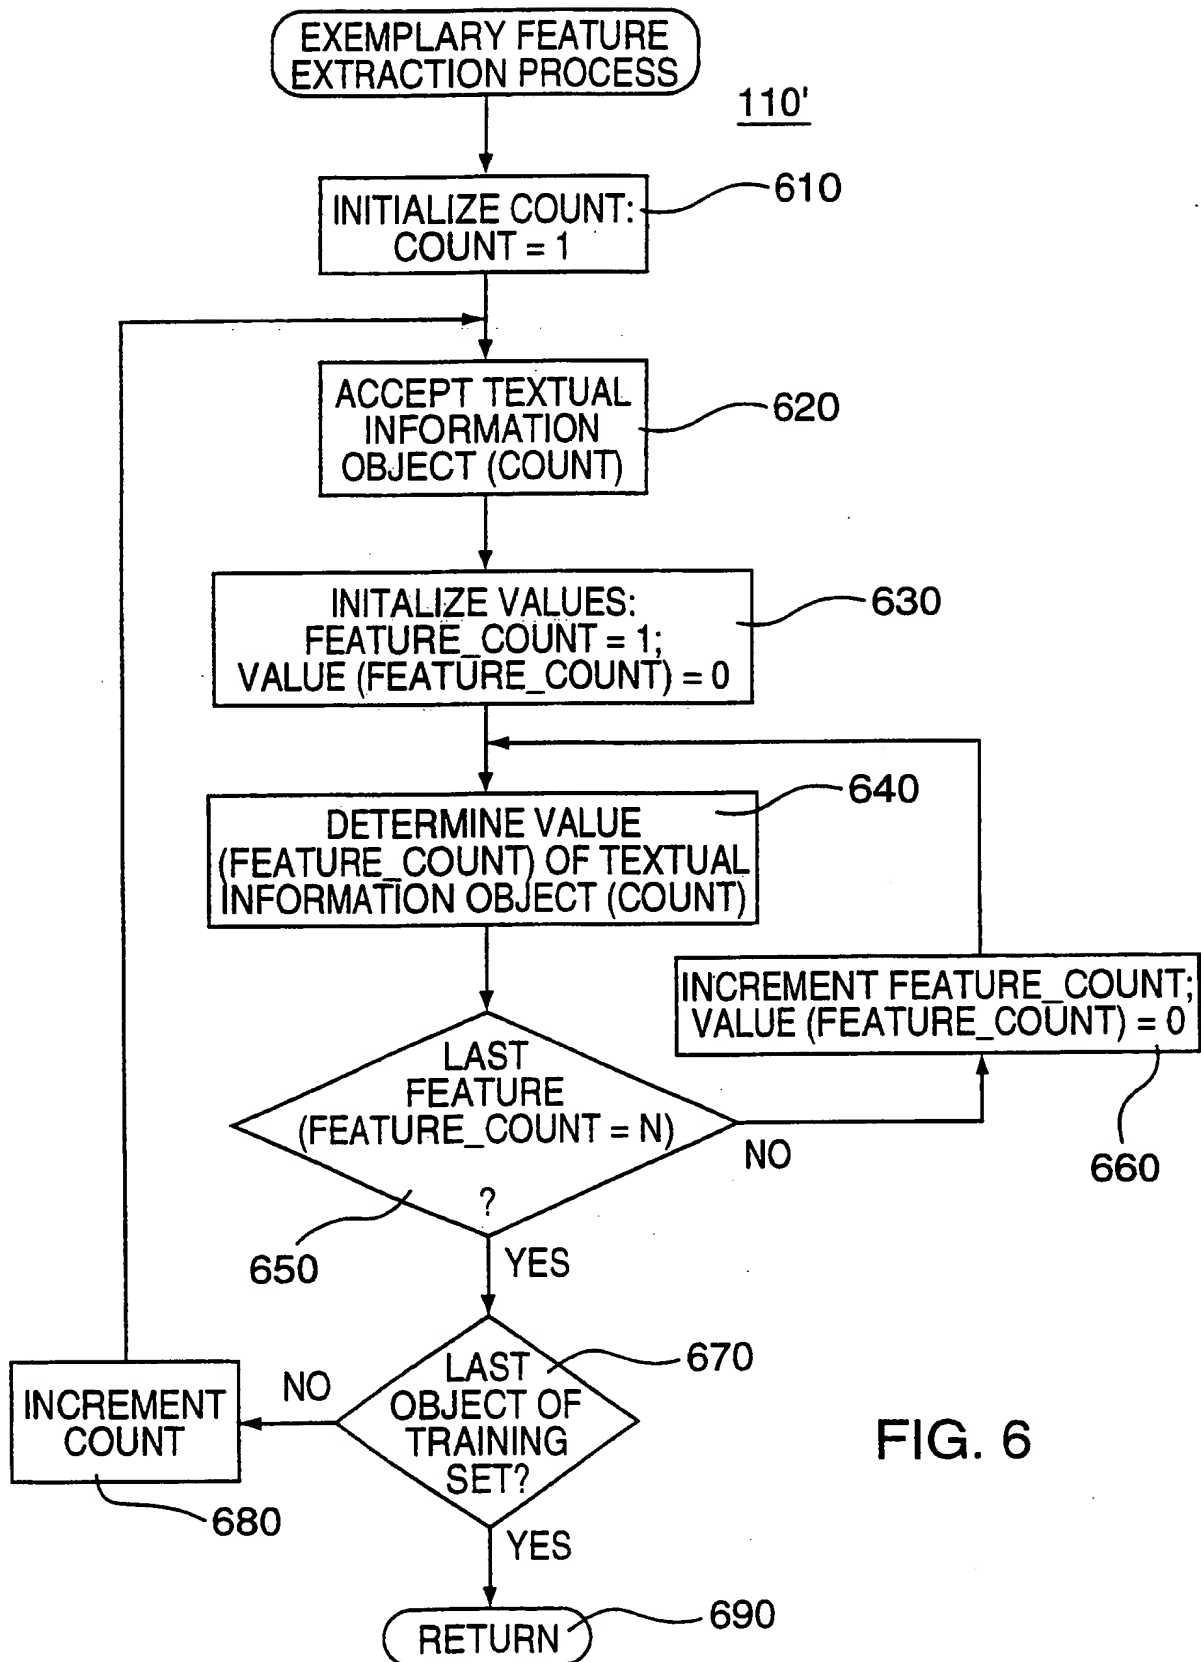 EXEMPLARY FEATURE
EXTRACTION PROCESS
110'
INITIALIZE COUNT:
COUNT = 1
610
ACCEPT TEXTUAL
INFORMATION
OBJECT (COUNT)
620
INITALIZE VALUES:
FEATURE_COUNT = 1;
VALUE (FEATURE_COUNT) = 0
630
DETERMINE VALUE
(FEATURE_COUNT) OF TEXTUAL
INFORMATION OBJECT (COUNT)
640
INCREMENT FEATURE_COUNT;
VALUE (FEATURE_COUNT) = 0
660
LAST
FEATURE
(FEATURE_COUNT = N)
?
NO
650
YES
LAST
OBJECT OF
TRAINING
SET?
670
NO
INCREMENT
COUNT
680
YES
RETURN
690
FIG. 6